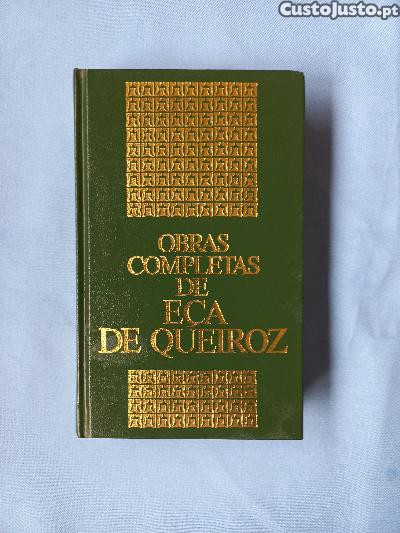 CustoJusto.pt
OBRAS
COMPLETAS
DE
EÇA
DE QUEIROZ